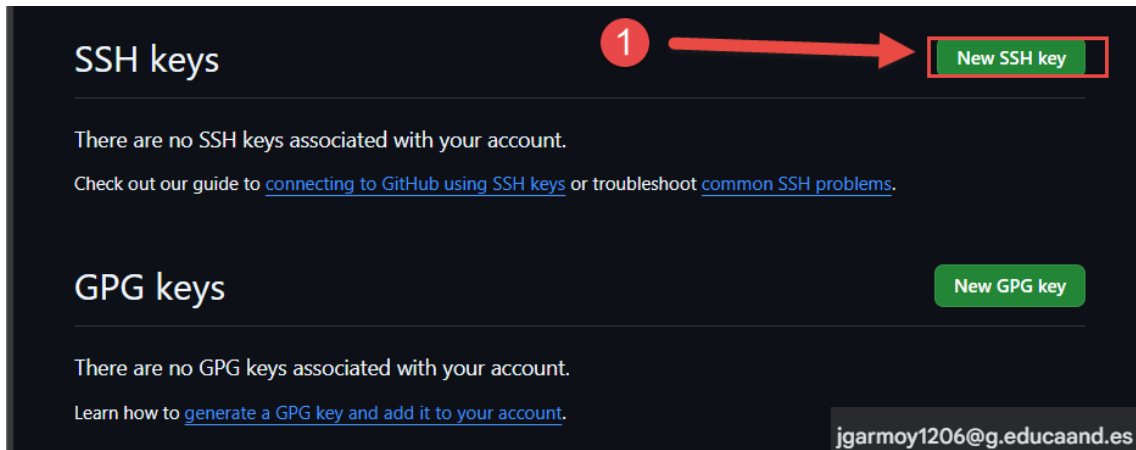 1
SSH keys
New SSH key
There are no SSH keys associated with your account.
Check out our guide to connecting to GitHub using SSH keys or troubleshoot common SSH problems.
GPG keys
New GPG key
There are no GPG keys associated with your account.
Learn how to generate a GPG key and add it to your account.
jgarmoy1206@g.educaand.es